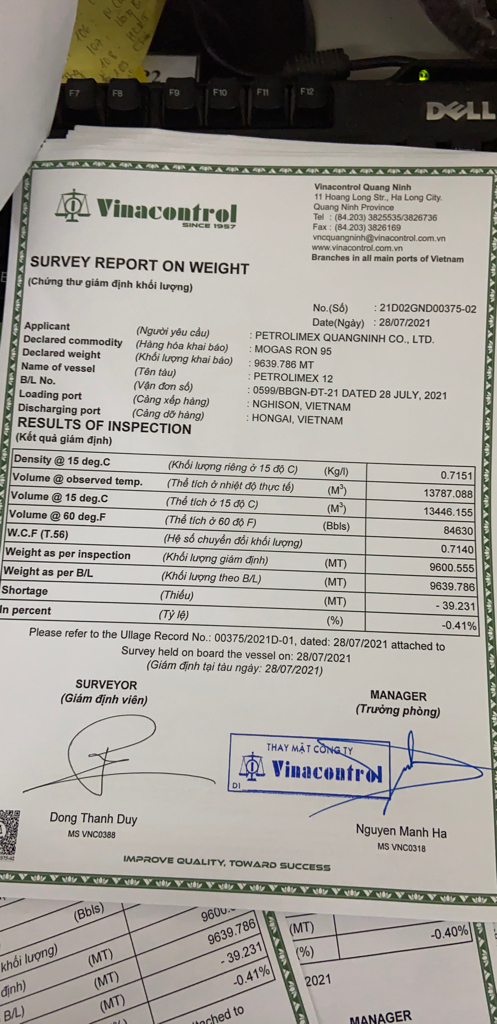 F7 F8 F9 F10 F11 F12
DELL
Vinacontrol
SINCE 1957
Vinacontrol Quang Ninh
11 Hoang Long Str., Ha Long City.
Quang Ninh Province
Tel : (84.203) 3825535/3826736
Fax : (84.203) 3826169
vncquangninh@vinacontrol.com.vn
www.vinacontrol.com.vn
Branches in all main ports of Vietnam
SURVEY REPORT ON WEIGHT
(Chứng thư giám định khối lượng)
No.(Số) : 21D02GND00375-02
Date(Ngày) : 28/07/2021
Applicant (Người yêu cầu) : PETROLIMEX QUANGNINH CO., LTD.
Declared commodity (Hàng hóa khai báo) : MOGAS RON 95
Declared weight (Khối lượng khai báo) : 9639.786 MT
Name of vessel (Tên tàu) : PETROLIMEX 12
B/L No. (Vận đơn số) : 0599/BBGN-ĐT-21 DATED 28 JULY, 2021
Loading port (Cảng xếp hàng) : NGHISON, VIETNAM
Discharging port (Cảng dỡ hàng) : HONGAI, VIETNAM
RESULTS OF INSPECTION
(Kết quả giám định)
Density @ 15 deg.C (Khối lượng riêng ở 15 độ C) (Kg/l) 0.7151
Volume @ observed temp. (Thể tích ở nhiệt độ thực tế) (M³) 13787.088
Volume @ 15 deg.C (Thể tích ở 15 độ C) (M³) 13446.155
Volume @ 60 deg.F (Thể tích ở 60 độ F) (Bbls) 84630
W.C.F (T.56) (Hệ số chuyển đổi khối lượng) 0.7140
Weight as per inspection (Khối lượng giám định) (MT) 9600.555
Weight as per B/L (Khối lượng theo B/L) (MT) 9639.786
Shortage (Thiếu) (MT) - 39.231
In percent (Tỷ lệ) (%) -0.41%
Please refer to the Ullage Record No.: 00375/2021D-01, dated: 28/07/2021 attached to
Survey held on board the vessel on: 28/07/2021
(Giám định tại tàu ngày: 28/07/2021)
SURVEYOR
(Giám định viên)
MANAGER
(Trưởng phòng)
THAY MẶT CÔNG TY
Vinacontrol
Dong Thanh Duy
MS VNC0388
Nguyen Manh Ha
MS VNC0318
IMPROVE QUALITY, TOWARD SUCCESS
(Bbls)
khối lượng) (MT) 9639.786
định) (MT) - 39.231
B/L) (MT) -0.41%
(MT)
(%) -0.40%
2021
MANAGER